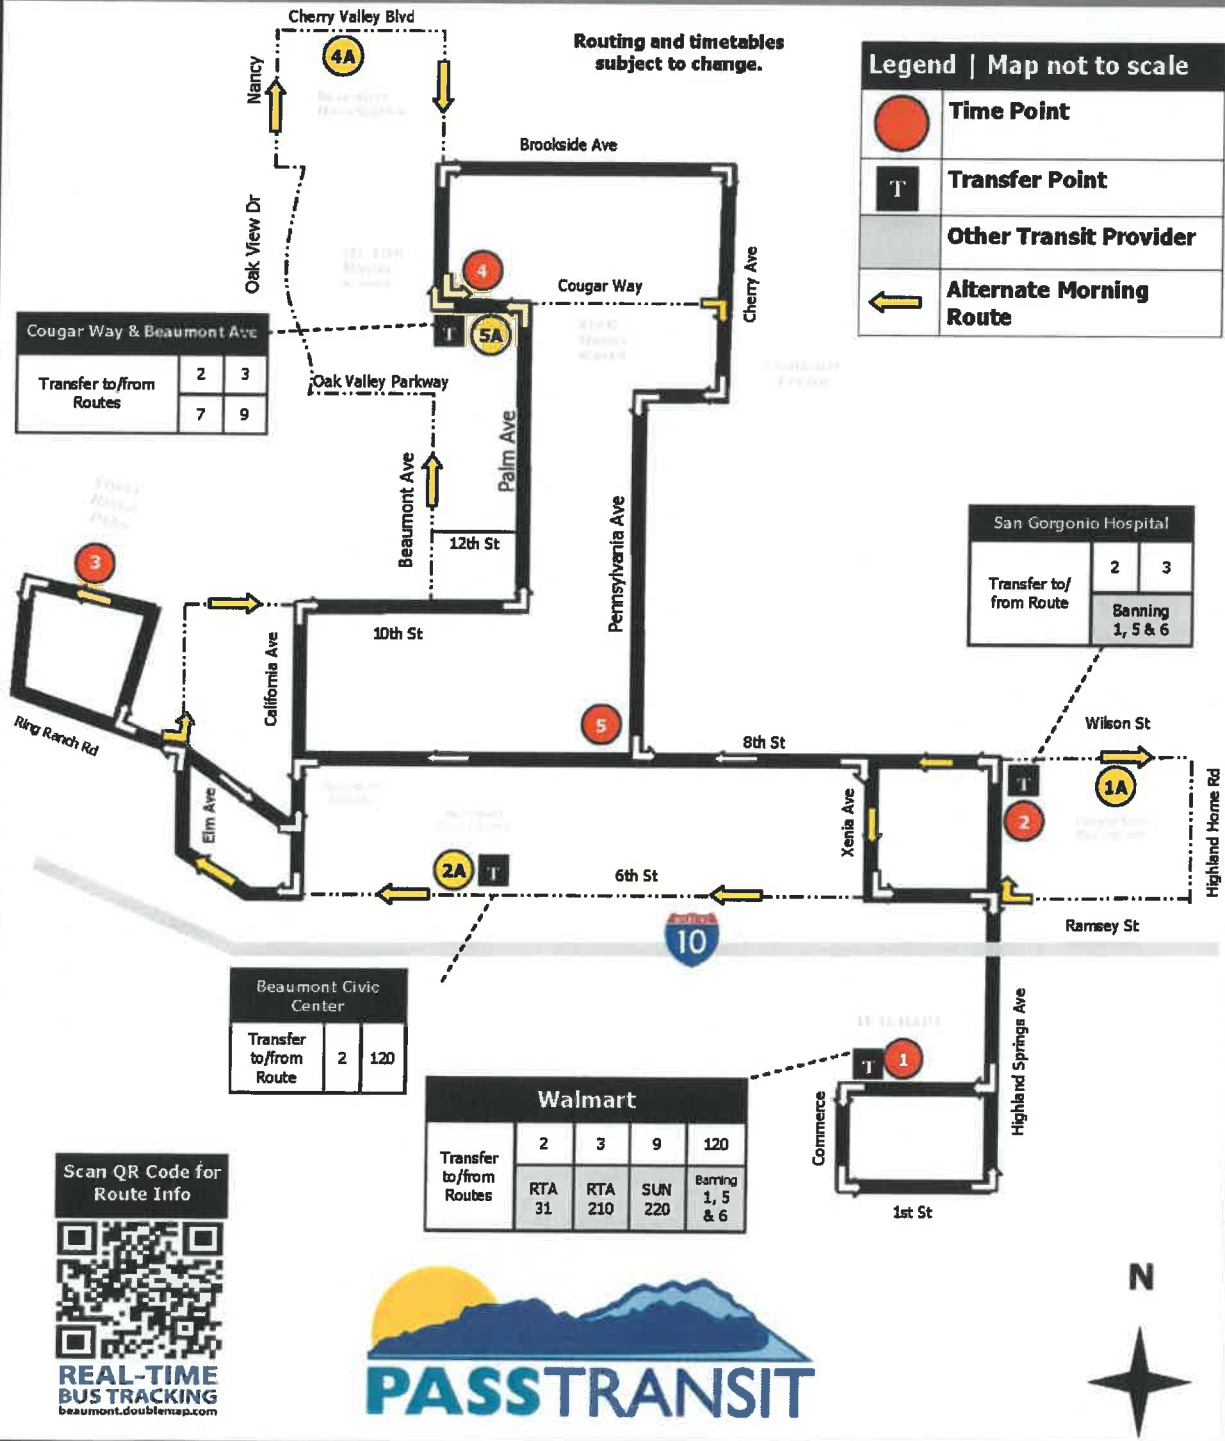 Cherry Valley Blvd
4A
Nancy
Routing and timetables
subject to change.
Legend | Map not to scale
Time Point
T
Transfer Point
Other Transit Provider
Alternate Morning
Route
Brookside Ave
Oak View Dr
4
Cougar Way
Cherry Ave
Cougar Way & Beaumont Ave
Transfer to/from
Routes
2
3
7
9
T
5A
Oak Valley Parkway
Palm Ave
Beaumont Ave
12th St
Pennsylvania Ave
San Gorgonio Hospital
Transfer to/
from Route
2
3
Banning
1, 5 & 6
3
10th St
California Ave
Ring Ranch Rd
5
8th St
Wilson St
T
1A
2
Highland Home Rd
Elm Ave
Xenia Ave
2A
T
6th St
Ramsey St
10
Beaumont Civic
Center
Transfer
to/from
Route
2
120
Highland Springs Ave
WALMART
T
1
Commerce
1st St
Walmart
Transfer
to/from
Routes
2
3
9
120
RTA
31
RTA
210
SUN
220
Banning
1, 5
& 6
Scan QR Code for
Route Info
REAL-TIME
BUS TRACKING
beaumont.doublemap.com
PASSTRANSIT
N